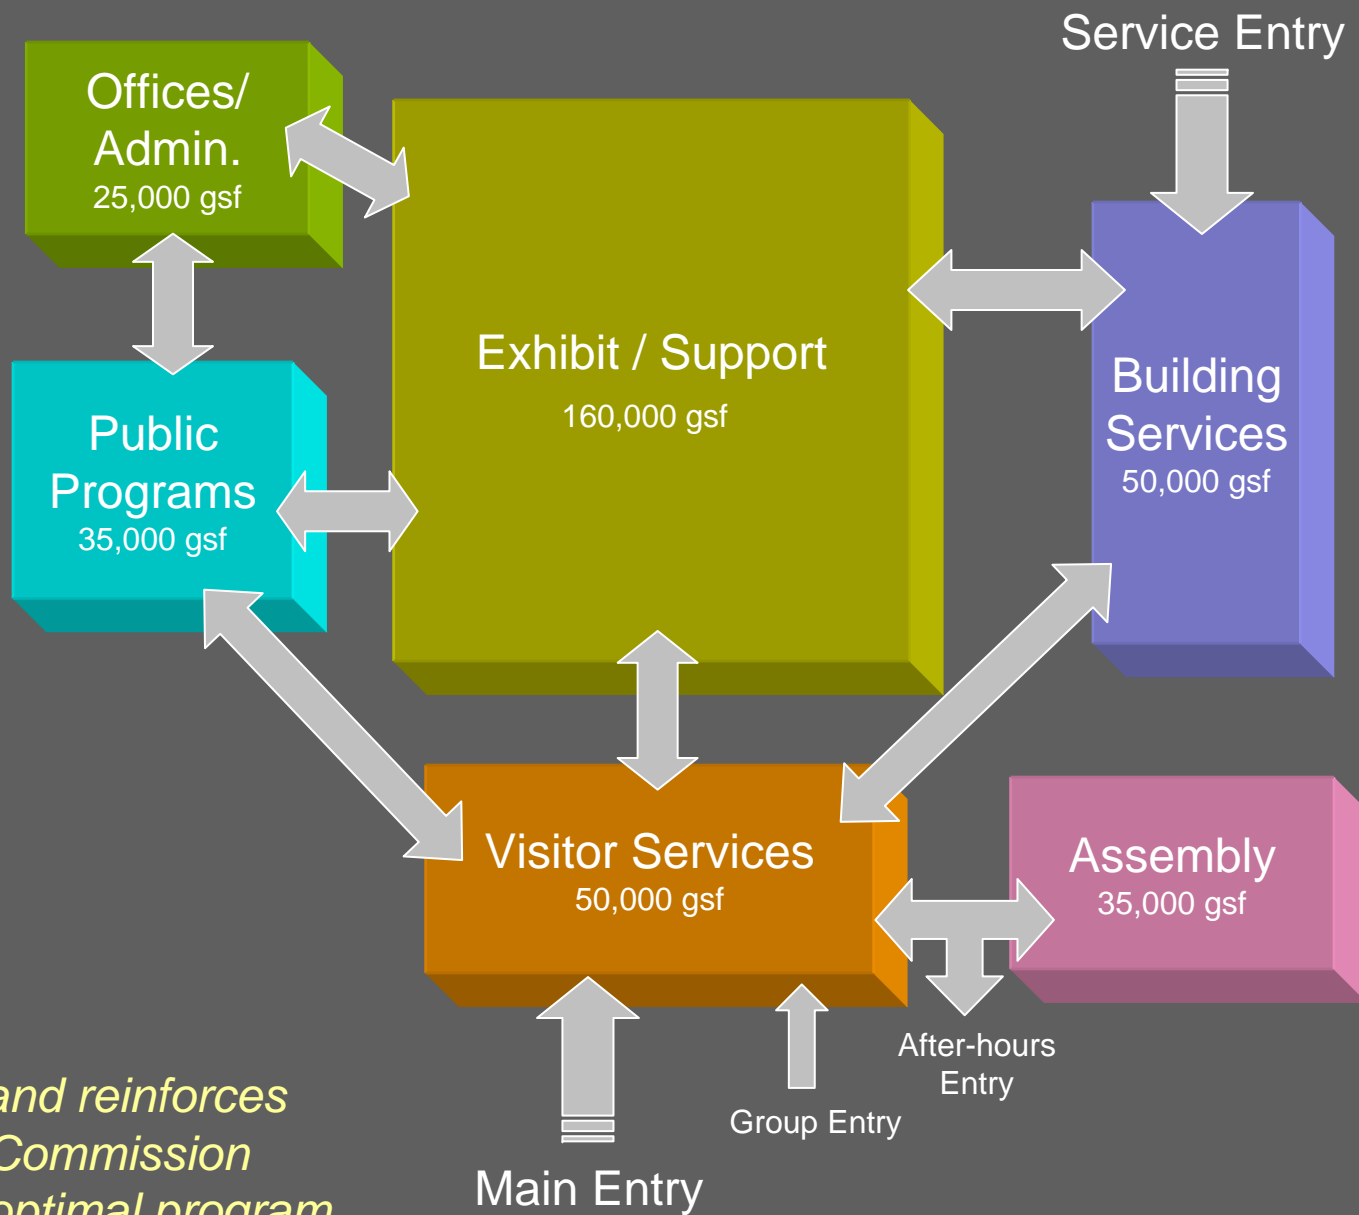 Service Entry
Offices/
Admin.
25,000 gsf
Exhibit / Support
160,000 gsf
Building
Services
50,000 gsf
Public
Programs
35,000 gsf
Visitor Services
50,000 gsf
Assembly
35,000 gsf
After-hours
Entry
Group Entry
Main Entry
and reinforces
Commission
optimal program